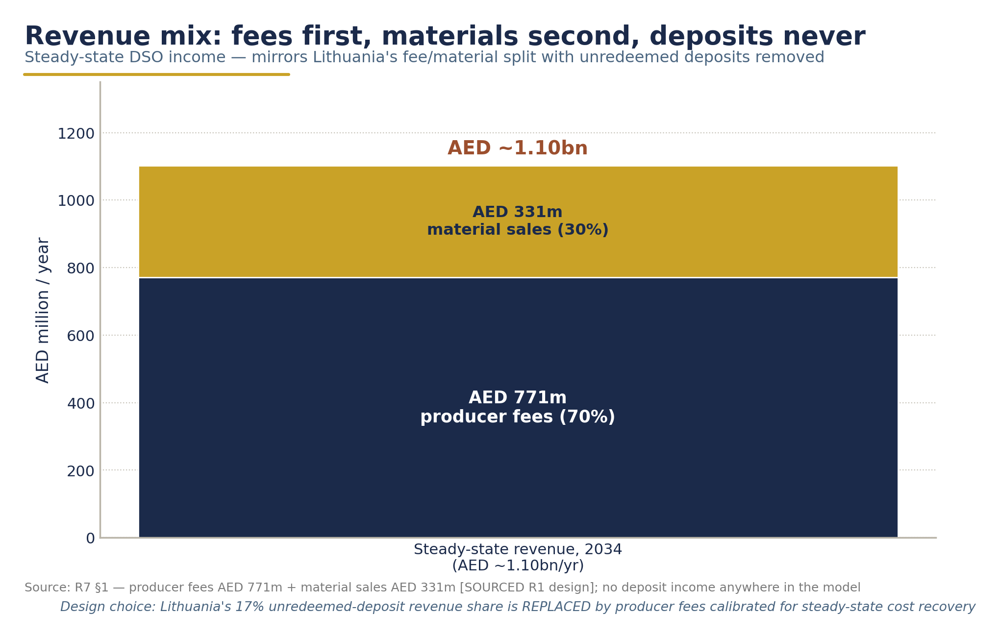 Revenue mix: fees first, materials second, deposits never
Steady-state DSO income — mirrors Lithuania's fee/material split with unredeemed deposits removed
AED million / year
1200
1000
800
600
400
200
0
AED ~1.10bn
AED 331m
material sales (30%)
AED 771m
producer fees (70%)
Steady-state revenue, 2034
(AED ~1.10bn/yr)
Source: R7 §1 — producer fees AED 771m + material sales AED 331m [SOURCED R1 design]; no deposit income anywhere in the model
Design choice: Lithuania's 17% unredeemed-deposit revenue share is REPLACED by producer fees calibrated for steady-state cost recovery